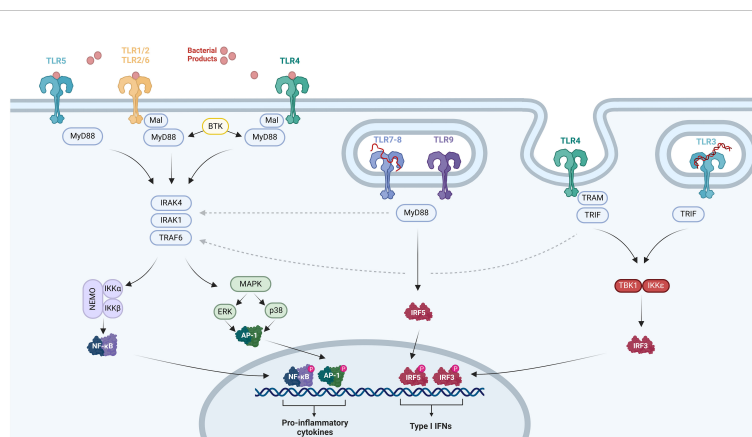 TLR5
TLR1/2
TLR2/6
Bacterial
Products
TLR4
Mal
MyD88
MyD88
BTK
Mal
MyD88
TLR7-8
TLR9
MyD88
TLR4
TRAM
TRIF
TLR3
TRIF
IRAK4
IRAK1
TRAF6
NEMO
IKKα
IKKβ
MAPK
ERK
p38
AP-1
NF-κB
IRF5
TBK1
IKKε
IRF3
NF-κB
P
AP-1
P
IRF5
P
IRF3
P
Pro-inflammatory
cytokines
Type I IFNs